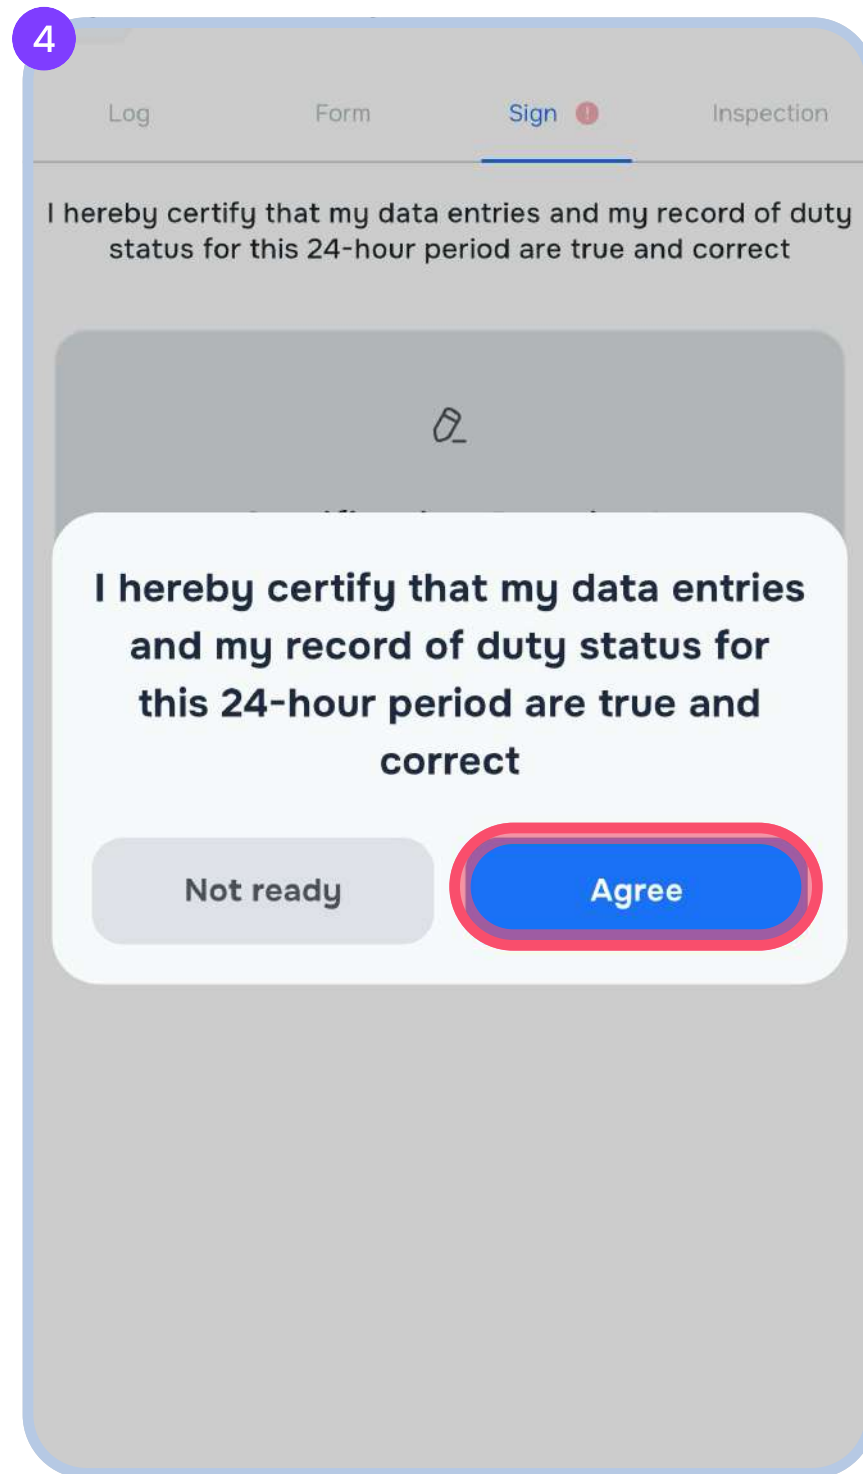 4
Log Form Sign Inspection
I hereby certify that my data entries and my record of duty
status for this 24-hour period are true and correct
I hereby certify that my data entries
and my record of duty status for
this 24-hour period are true and
correct
Not ready Agree